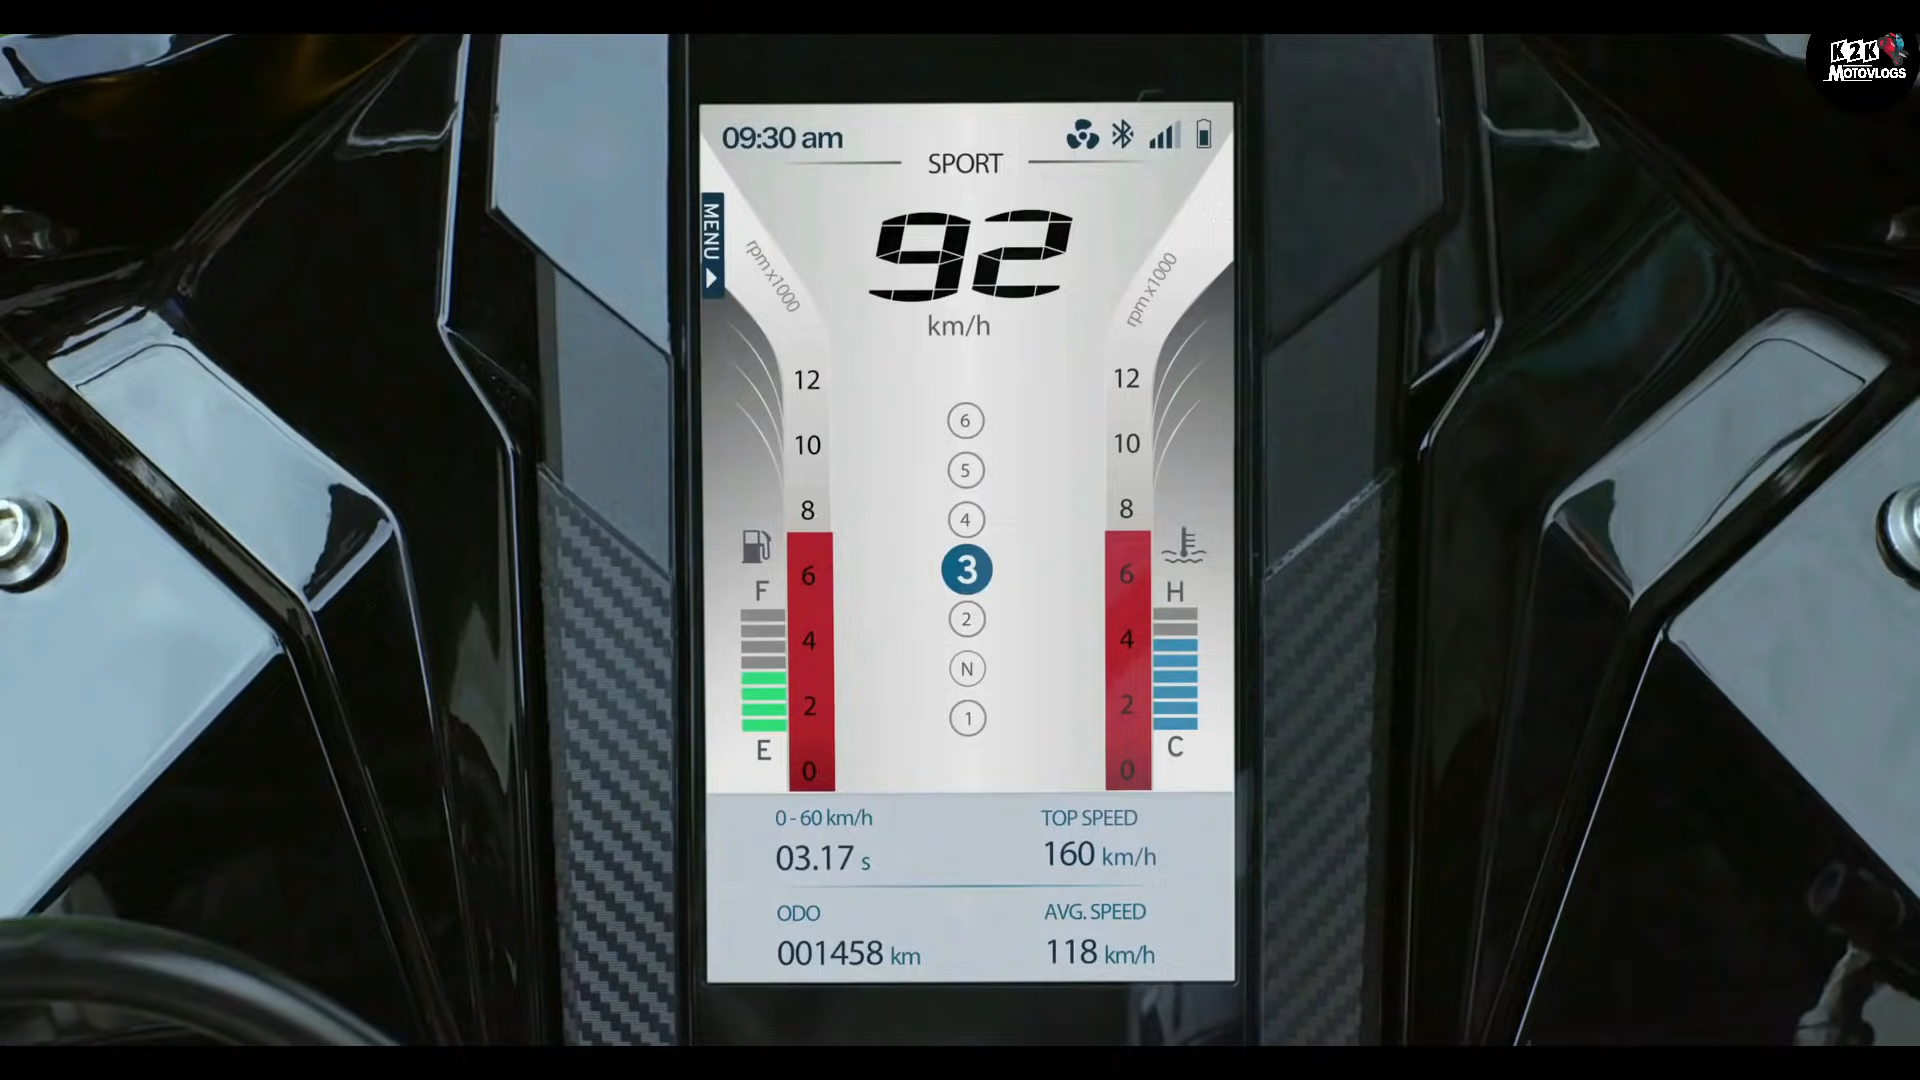 K2K
MOTOVLOGS
09:30 am
SPORT
MENU
92
km/h
rpm x1000
rpm x1000
12
10
8
6
4
2
0
6
5
4
3
2
N
1
12
10
8
6
4
2
0
F
E
H
C
0 - 60 km/h
03.17 s
TOP SPEED
160 km/h
ODO
001458 km
AVG. SPEED
118 km/h